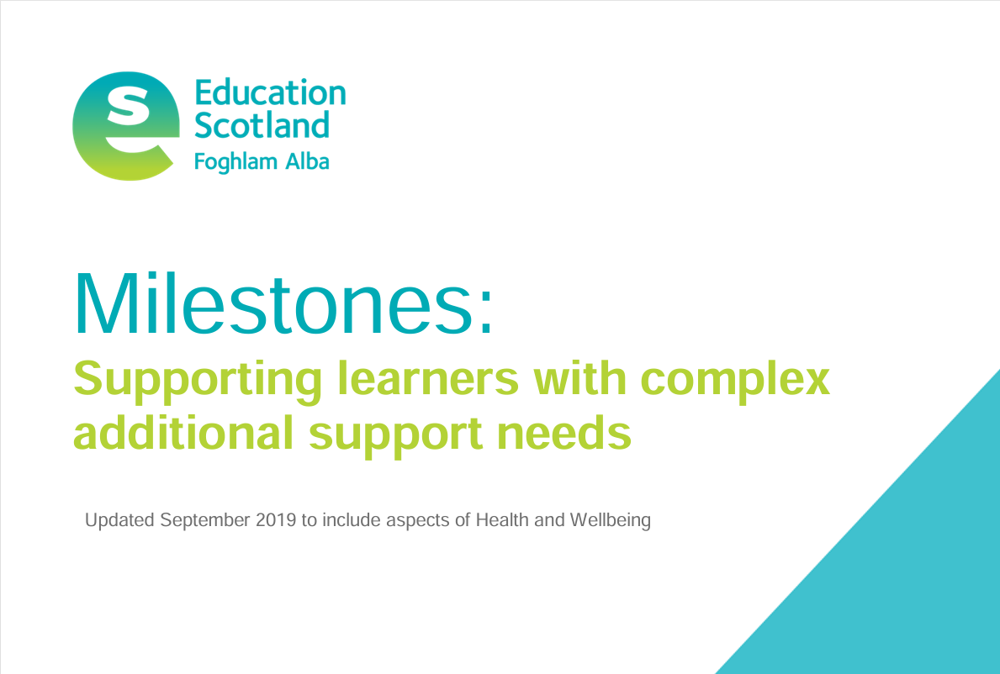 Education
Scotland
Foghlam Alba
Milestones:
Supporting learners with complex
additional support needs
Updated September 2019 to include aspects of Health and Wellbeing